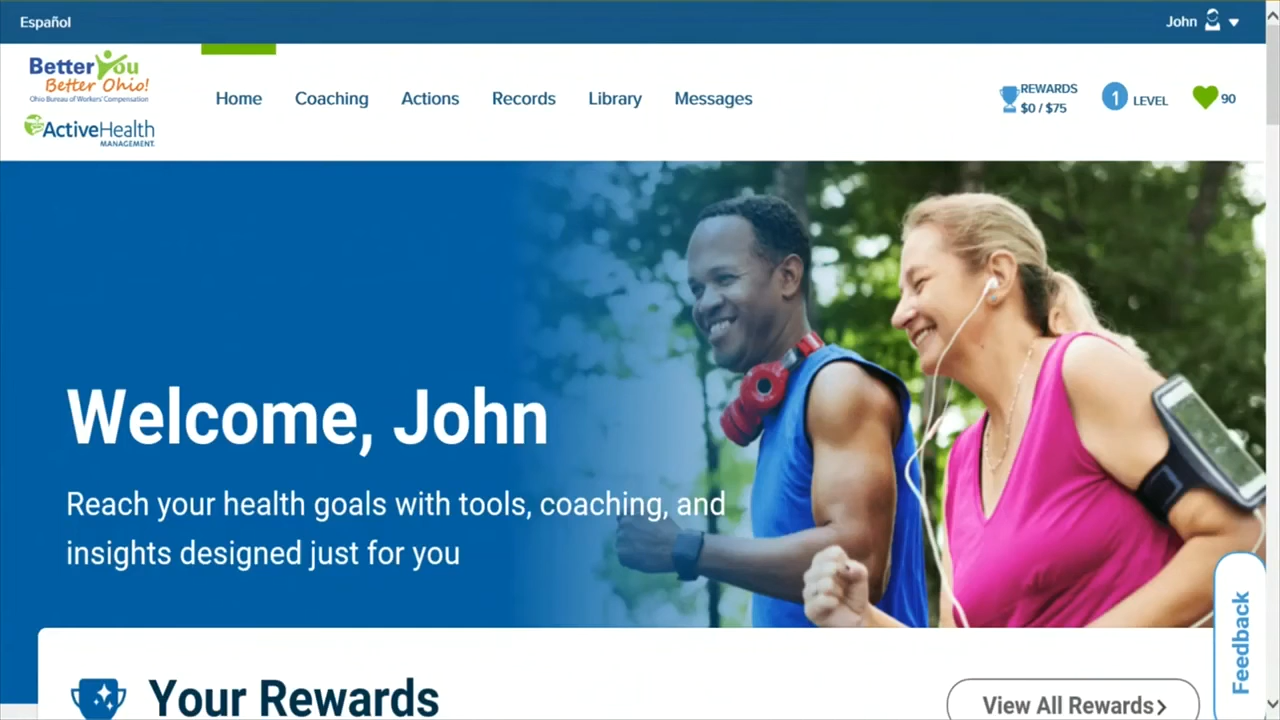 Español
John
BetterYou
Better Ohio!
Ohio Bureau of Workers' Compensation
ActiveHealth
MANAGEMENT.
Home
Coaching
Actions
Records
Library
Messages
REWARDS
$0 / $75
1 LEVEL
90
Welcome, John
Reach your health goals with tools, coaching, and
insights designed just for you
Feedback
Your Rewards
View All Rewards